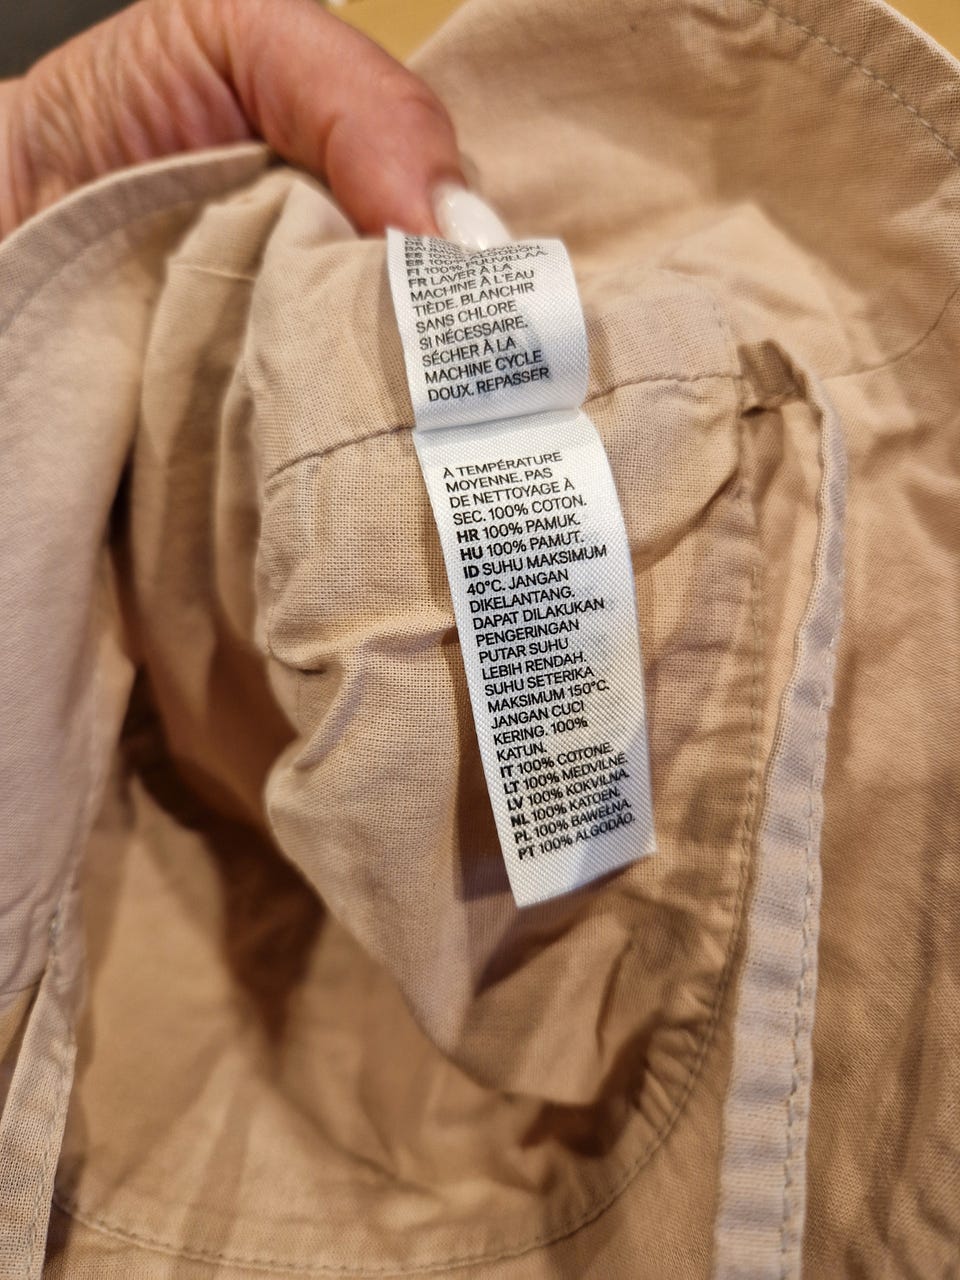 EE 100%
FI 100% PUUVILLAA.
FR LAVER À LA
MACHINE À L'EAU
TIÈDE. BLANCHIR
SANS CHLORE
SI NÉCESSAIRE.
SÉCHER À LA
MACHINE CYCLE
DOUX. REPASSER
À TEMPÉRATURE
MOYENNE. PAS
DE NETTOYAGE À
SEC. 100% COTON.
HR 100% PAMUK.
HU 100% PAMUT.
ID SUHU MAKSIMUM
40°C. JANGAN
DIKELANTANG.
DAPAT DILAKUKAN
PENGERINGAN
PUTAR SUHU
LEBIH RENDAH.
SUHU SETERIKA
MAKSIMUM 150°C.
JANGAN CUCI
KERING. 100%
KATUN.
IT 100% COTONE.
LT 100% MEDVILNĖ.
LV 100% KOKVILNA.
NL 100% KATOEN.
PL 100% BAWEŁNA.
PT 100% ALGODÃO.